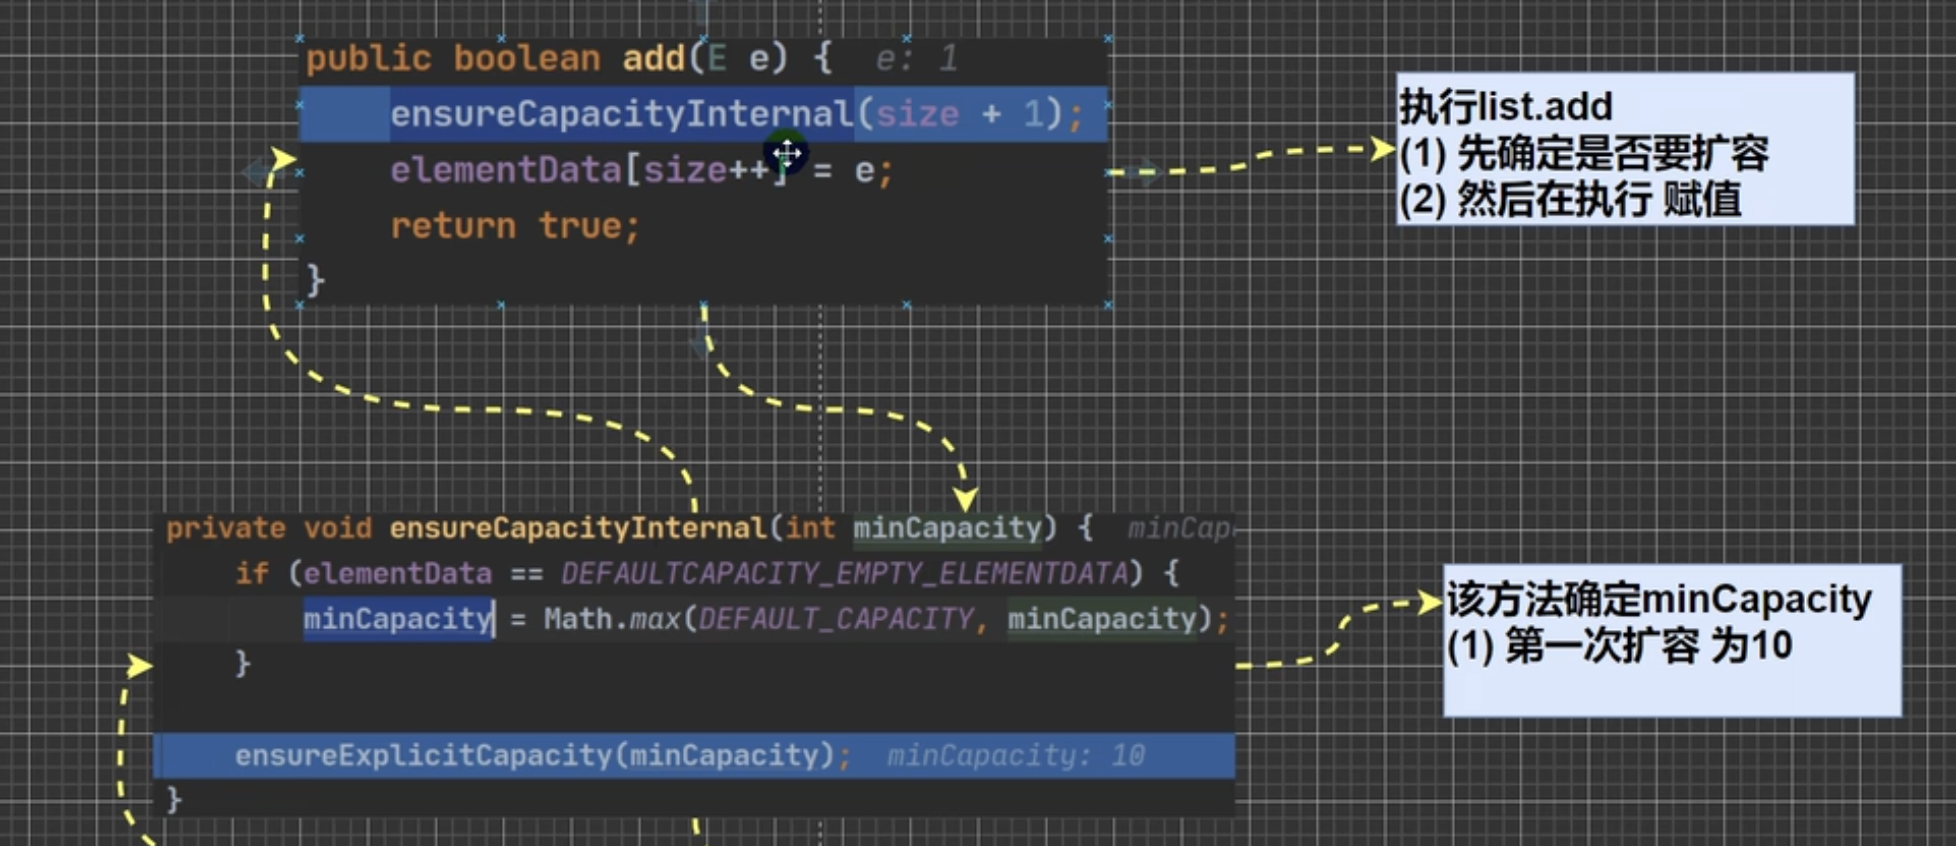 public boolean add(E e) {  e: 1
ensureCapacityInternal(size + 1);
elementData[size++] = e;
return true;
}
执行list.add
(1) 先确定是否要扩容
(2) 然后在执行 赋值
private void ensureCapacityInternal(int minCapacity) {  minCap
if (elementData == DEFAULTCAPACITY_EMPTY_ELEMENTDATA) {
minCapacity = Math.max(DEFAULT_CAPACITY, minCapacity);
}
ensureExplicitCapacity(minCapacity);  minCapacity: 10
}
该方法确定minCapacity
(1) 第一次扩容 为10